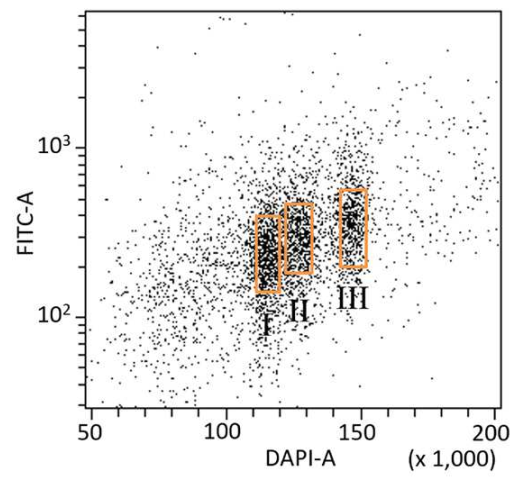 FITC-A
10³
10²
I
II
III
50 100 150 200
DAPI-A (x 1,000)